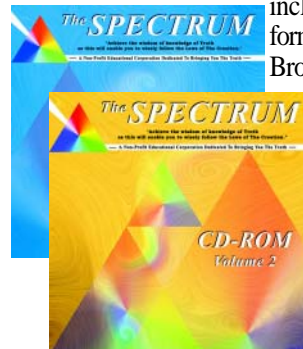 incl
form
Bro
The SPECTRUM
"Achieve the wisdom of knowledge of Truth
as this will enable you to wisely follow the Laws of The Creation."
A Non-Profit Educational Corporation Dedicated To Bringing You The Truth
The SPECTRUM
"Achieve the wisdom of knowledge of Truth
as this will enable you to wisely follow the Laws of The Creation."
A Non-Profit Educational Corporation Dedicated To Bringing You The Truth
CD-ROM
Volume 2